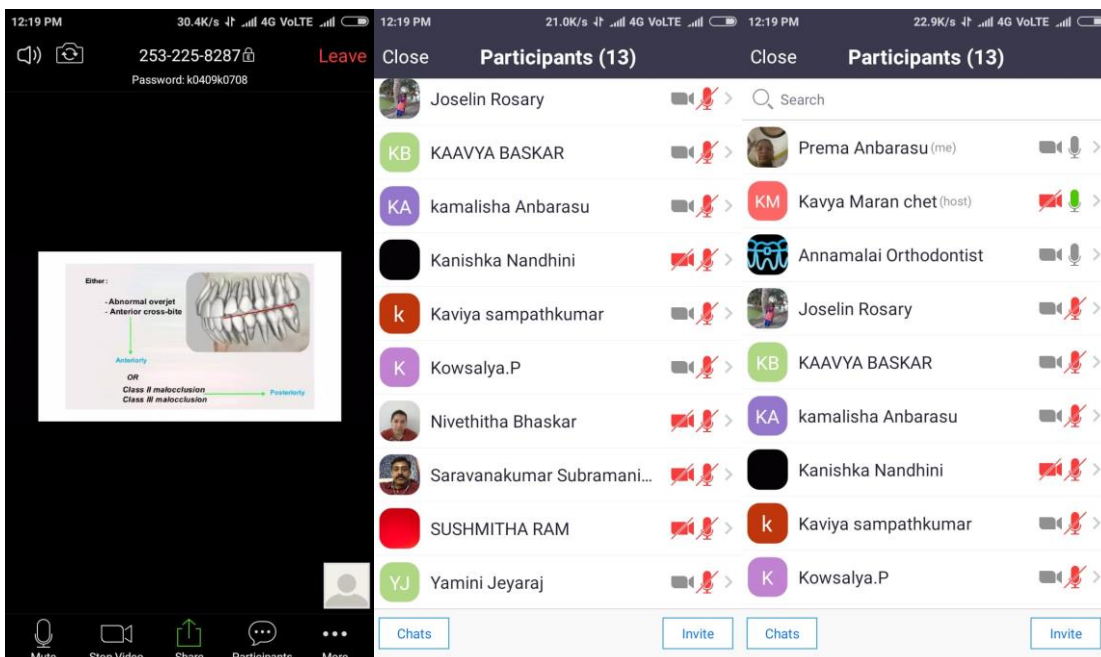 12:19 PM 30.4K/s 4G VoLTE
253-225-8287 Leave
Password: k0409k0708
Either :
- Abnormal overjet
- Anterior cross-bite
Anteriorty
OR
Class II malocclusion
Class III malocclusion
Posteriorty
Mute Stop Video Share Participants More
12:19 PM 21.0K/s 4G VoLTE
Close Participants (13)
Joselin Rosary
KB KAAVYA BASKAR
KA kamalisha Anbarasu
Kanishka Nandhini
k Kaviya sampathkumar
K Kowsalya.P
Nivethitha Bhaskar
Saravanakumar Subramani...
SUSHMITHA RAM
YJ Yamini Jeyaraj
Chats Invite
12:19 PM 22.9K/s 4G VoLTE
Close Participants (13)
Search
Prema Anbarasu (me)
KM Kavya Maran chet (host)
Annamalai Orthodontist
Joselin Rosary
KB KAAVYA BASKAR
KA kamalisha Anbarasu
Kanishka Nandhini
k Kaviya sampathkumar
K Kowsalya.P
Chats Invite